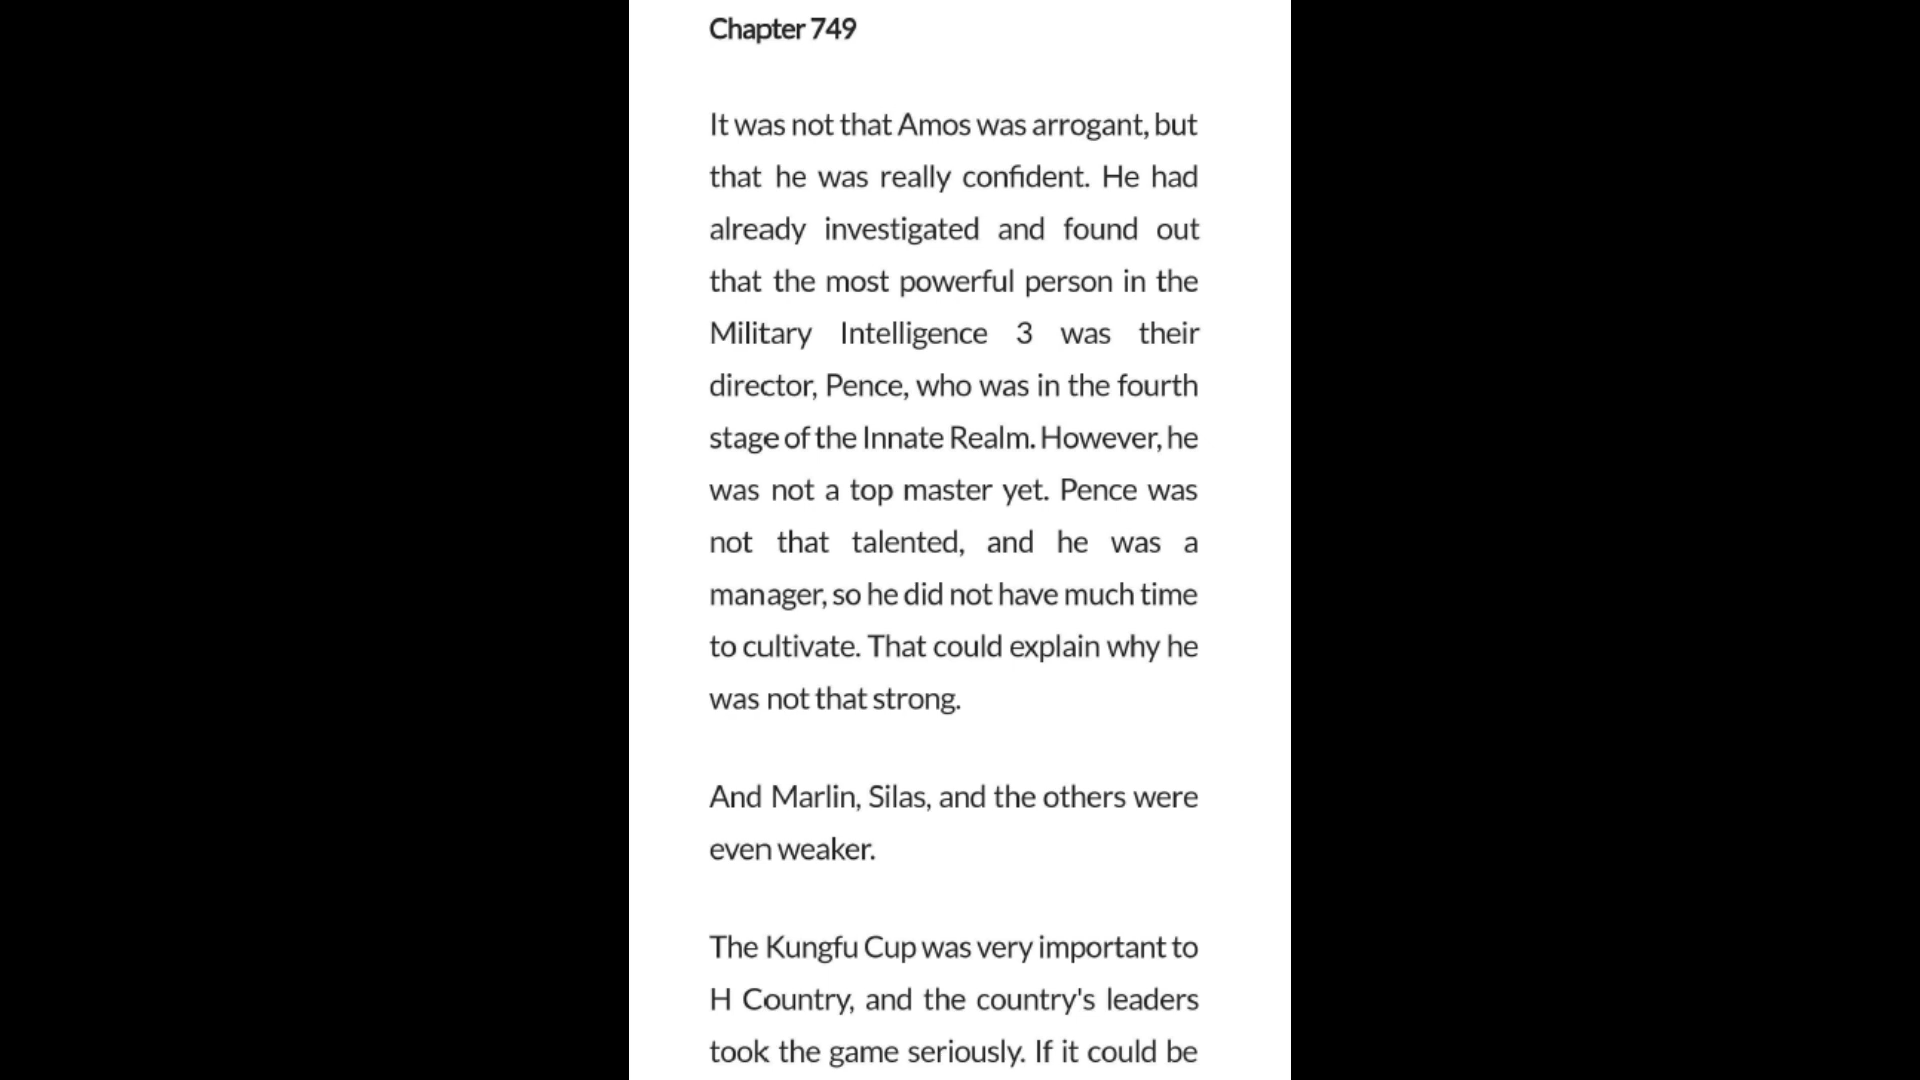 Chapter 749
It was not that Amos was arrogant, but
that he was really confident. He had
already investigated and found out
that the most powerful person in the
Military Intelligence 3 was their
director, Pence, who was in the fourth
stage of the Innate Realm. However, he
was not a top master yet. Pence was
not that talented, and he was a
manager, so he did not have much time
to cultivate. That could explain why he
was not that strong.
And Marlin, Silas, and the others were
even weaker.
The Kungfu Cup was very important to
H Country, and the country's leaders
took the game seriously. If it could be